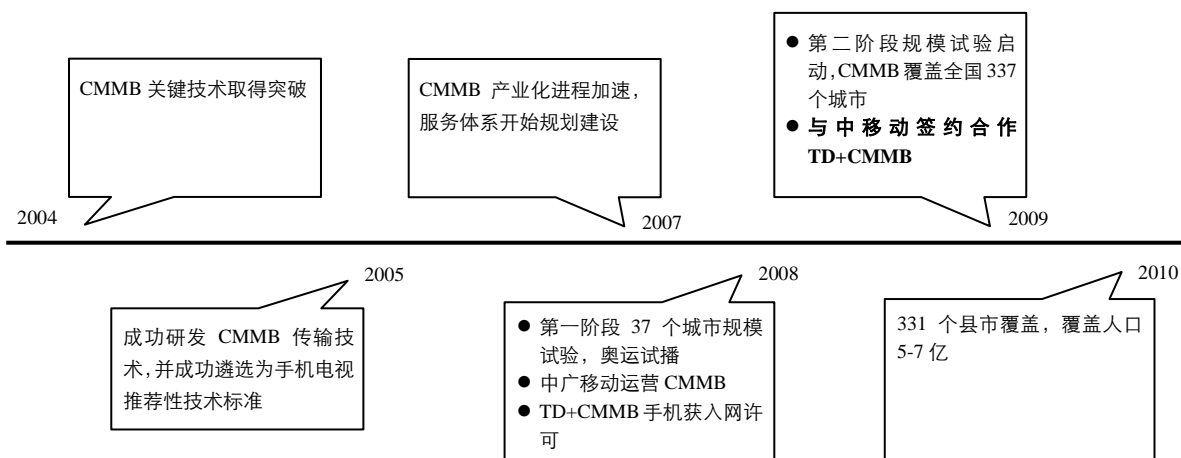 CMMB 关键技术取得突破
2004
CMMB 产业化进程加速，
服务体系开始规划建设
2007
● 第二阶段规模试验启
动,CMMB 覆盖全国 337
个城市
● 与中移动签约合作
TD+CMMB
2009
2005
成功研发 CMMB 传输技
术,并成功遴选为手机电视
推荐性技术标准
2008
● 第一阶段 37 个城市规模
试验，奥运试播
● 中广移动运营 CMMB
● TD+CMMB 手机获入网许
可
2010
331 个县市覆盖，覆盖人口
5-7 亿